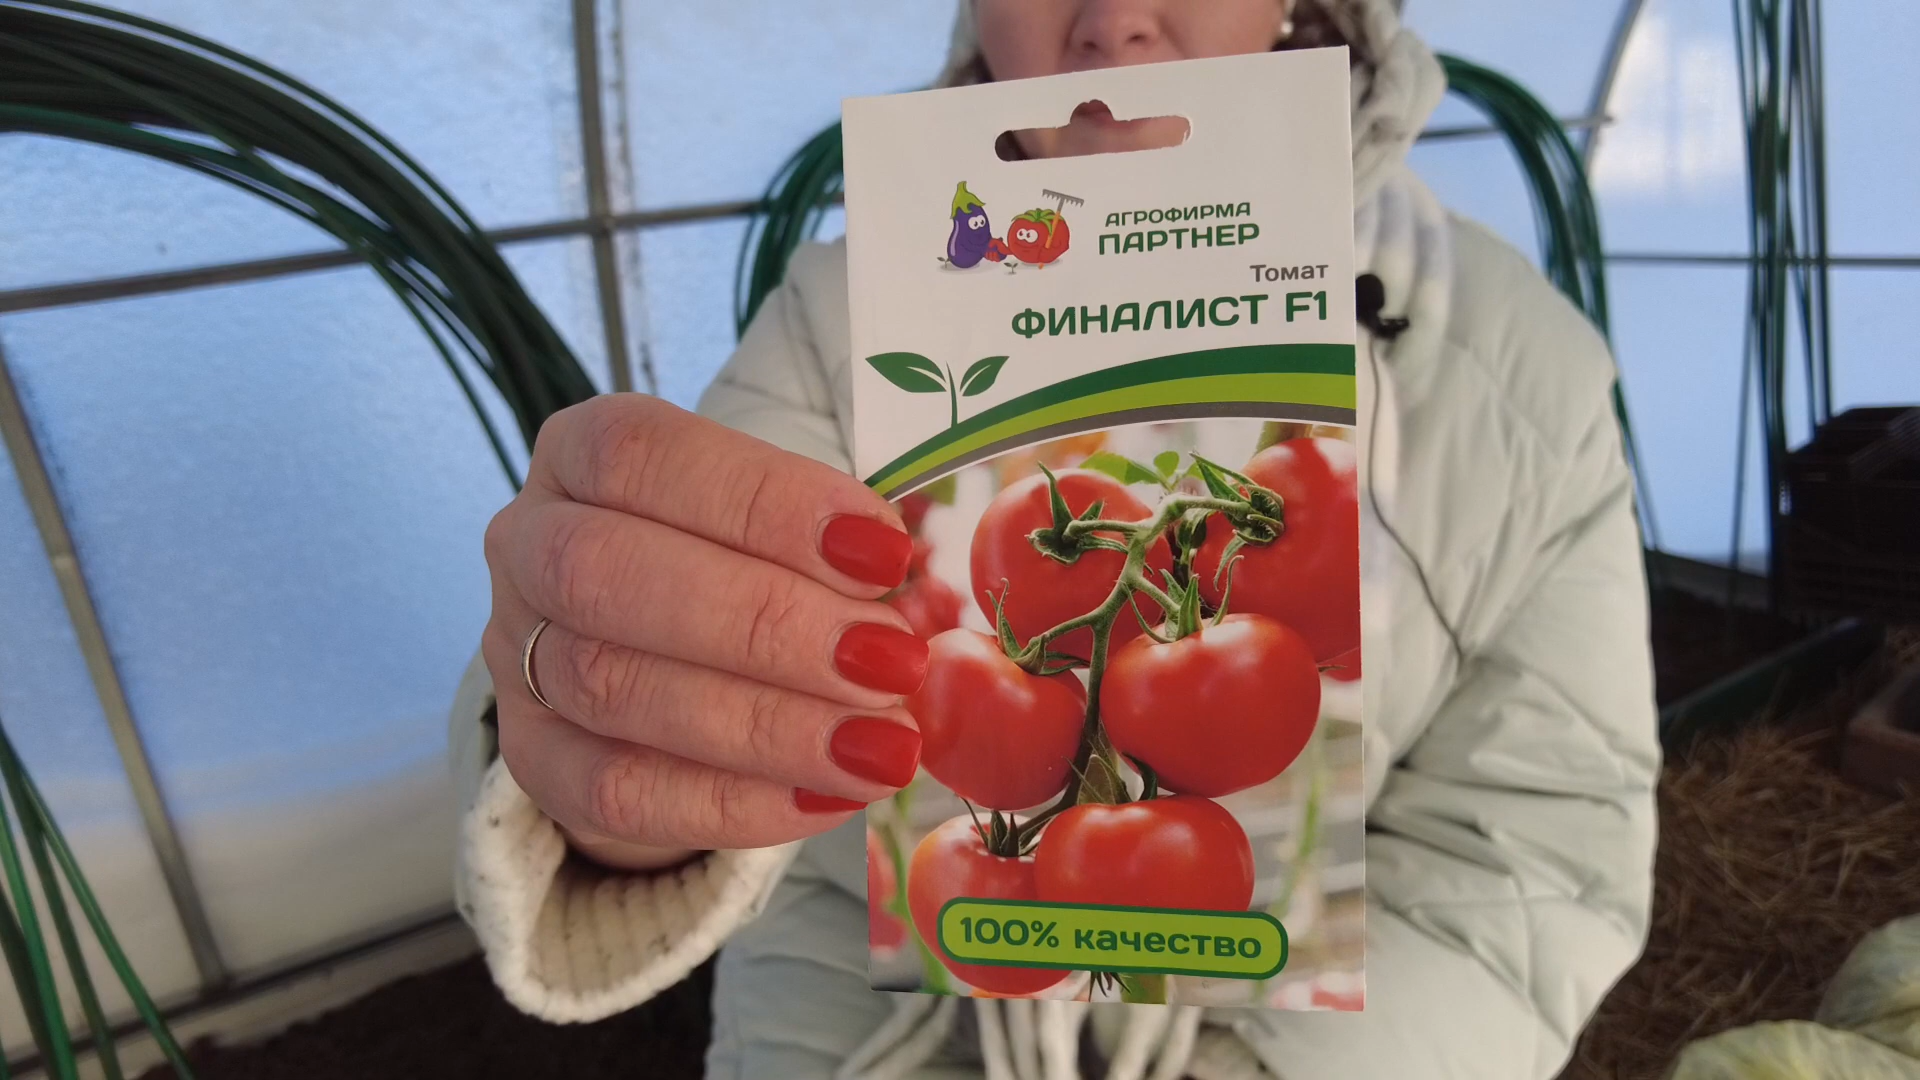 АГРОФИРМА
ПАРТНЕР
Томат
ФИНАЛИСТ F1
100% качество